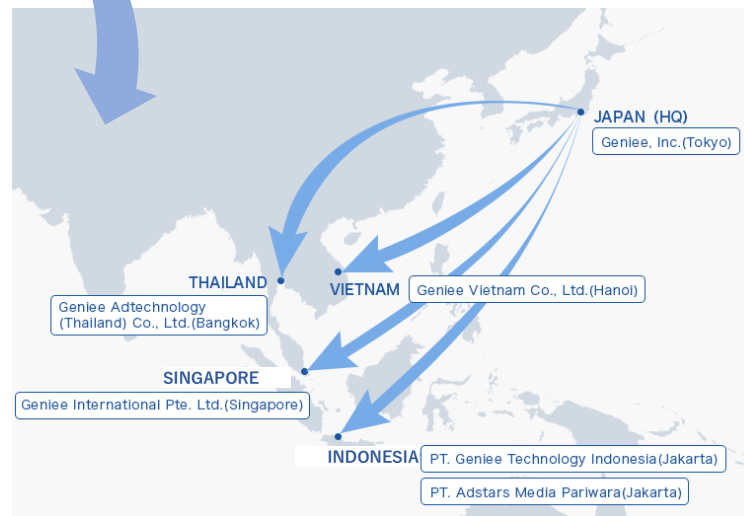 JAPAN (HQ)
Geniee, Inc.(Tokyo)
THAILAND
Geniee Adtechnology
(Thailand) Co., Ltd.(Bangkok)
VIETNAM
Geniee Vietnam Co., Ltd.(Hanoi)
SINGAPORE
Geniee International Pte. Ltd.(Singapore)
INDONESIA
PT. Geniee Technology Indonesia(Jakarta)
PT. Adstars Media Pariwara(Jakarta)